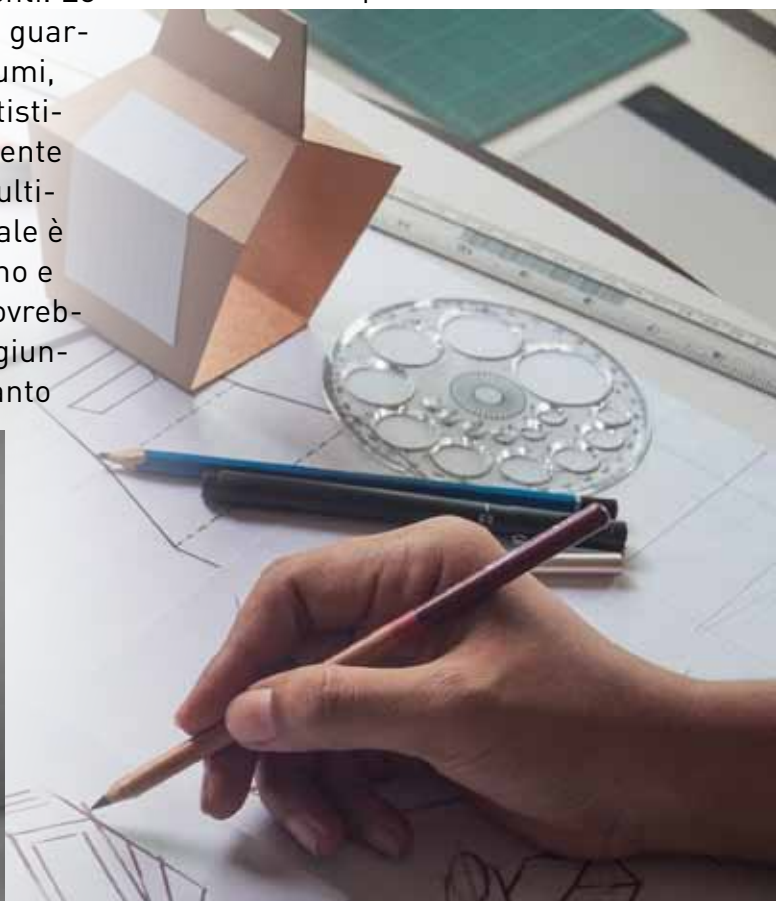 guar-
umi,
tisti-
ente
ulti-
ale è
no e
ovreb-
giun-
anto